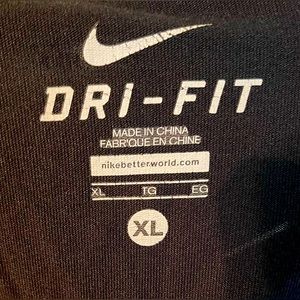 DRI-FIT
MADE IN CHINA
FABRIQUÉ EN CHINE
nikebetterworld.com
XL TG EG
XL